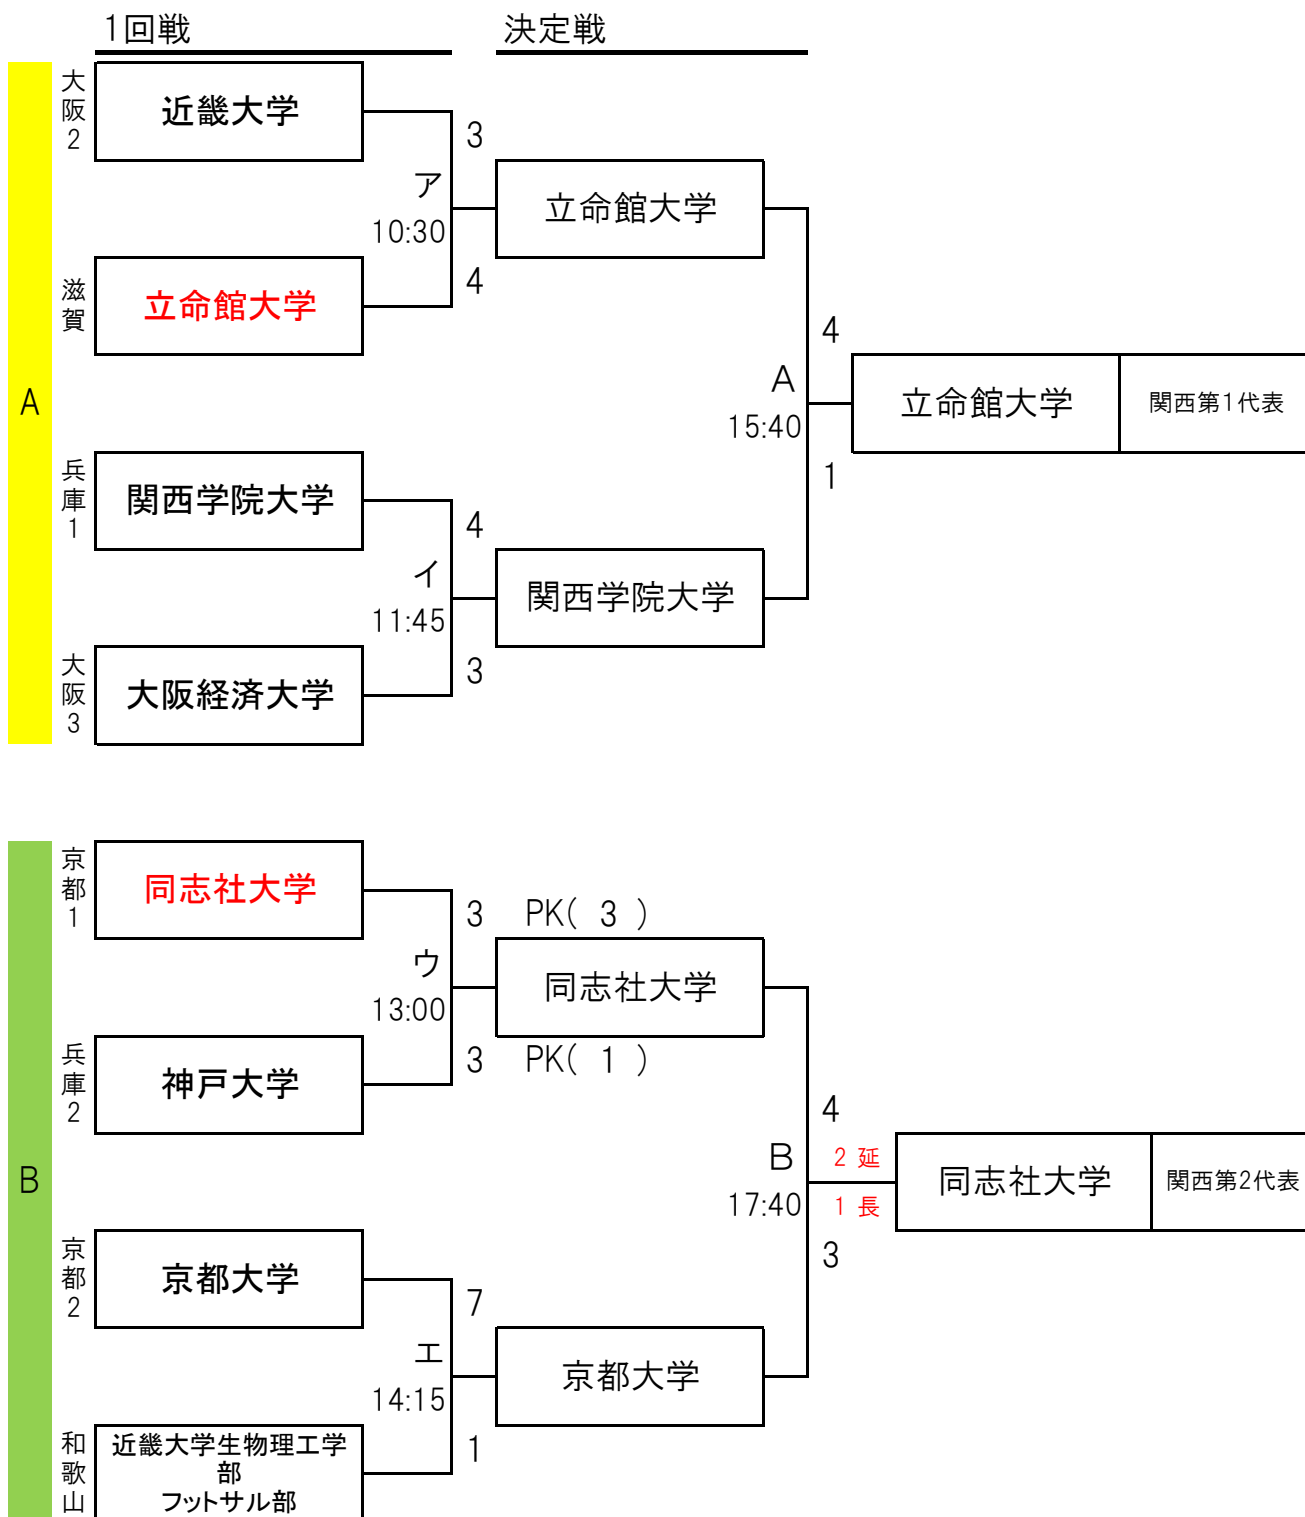 1回戦
決定戦
A
大阪2
近畿大学
3
ア
10:30
立命館大学
滋賀
立命館大学
4
4
A
15:40
立命館大学
関西第1代表
1
兵庫1
関西学院大学
4
イ
11:45
関西学院大学
大阪3
大阪経済大学
3
B
京都1
同志社大学
3 PK( 3 )
ウ
13:00
同志社大学
兵庫2
神戸大学
3 PK( 1 )
4
B
17:40
2 延
1 長
同志社大学
関西第2代表
3
京都2
京都大学
7
エ
14:15
京都大学
和歌山
近畿大学生物理工学
部
フットサル部
1